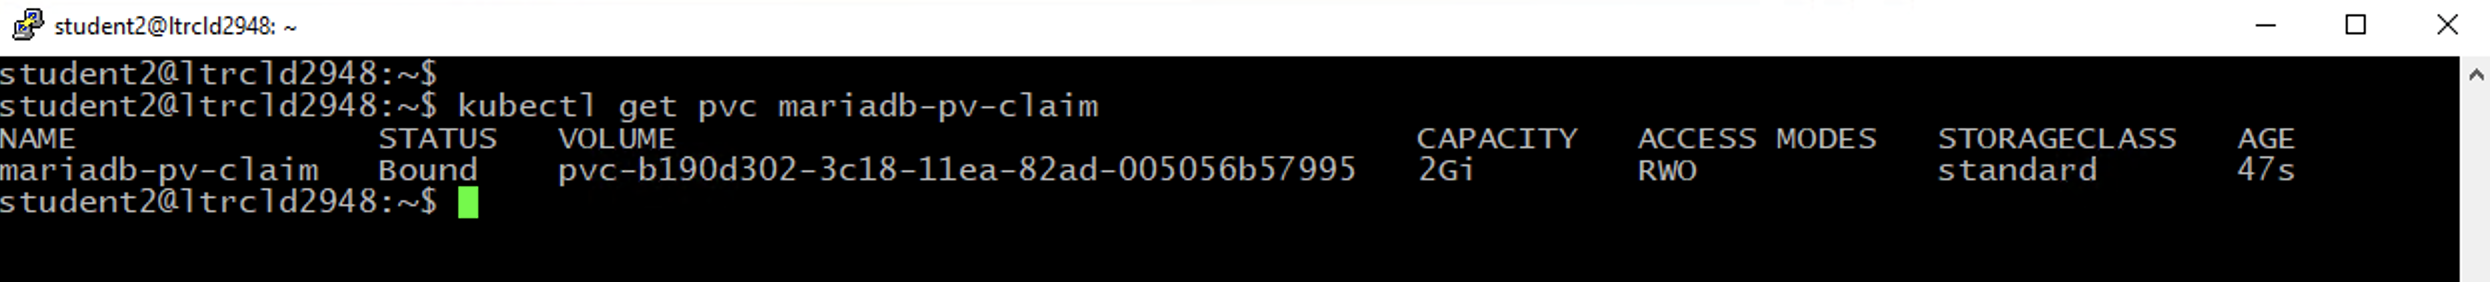 student2@ltrcld2948: ~
student2@ltrcld2948:~$
student2@ltrcld2948:~$ kubectl get pvc mariadb-pv-claim
NAME STATUS VOLUME CAPACITY ACCESS MODES STORAGECLASS AGE
mariadb-pv-claim Bound pvc-b190d302-3c18-11ea-82ad-005056b57995 2Gi RWO standard 47s
student2@ltrcld2948:~$